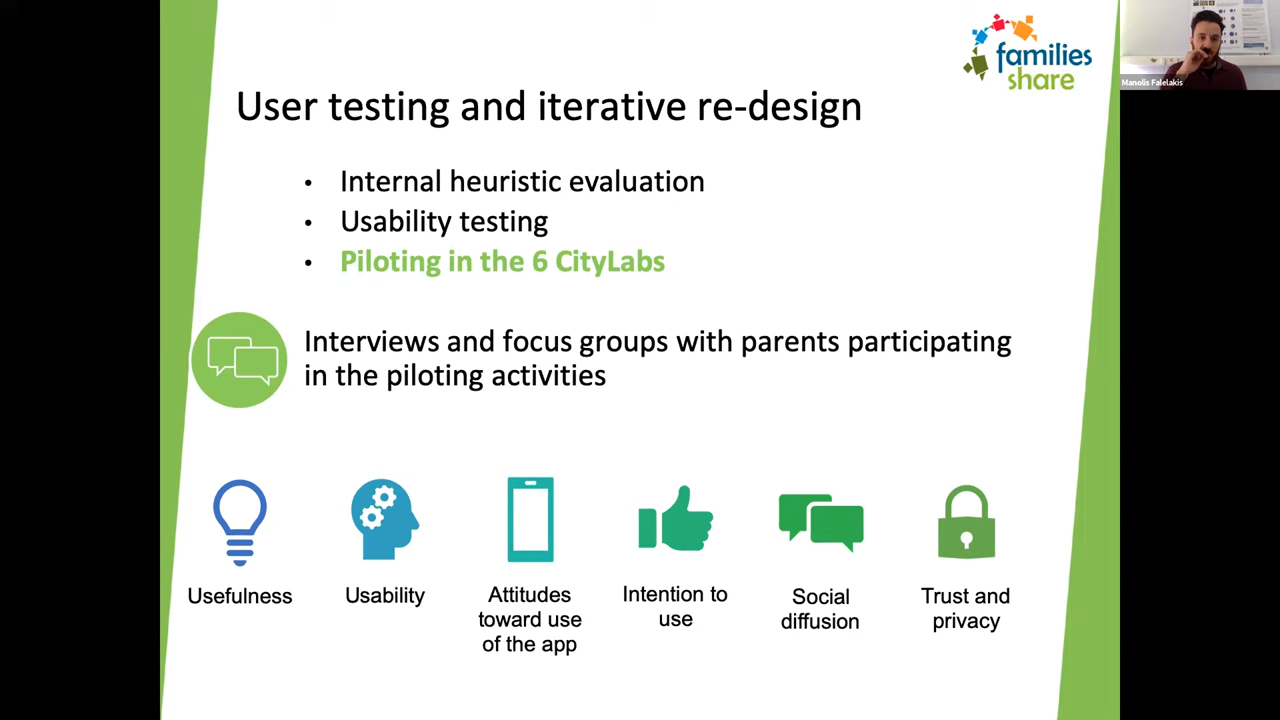 families
share
Manolis Falelakis
User testing and iterative re-design
• Internal heuristic evaluation
• Usability testing
• Piloting in the 6 CityLabs
Interviews and focus groups with parents participating
in the piloting activities
Usefulness
Usability
Attitudes
toward use
of the app
Intention to
use
Social
diffusion
Trust and
privacy